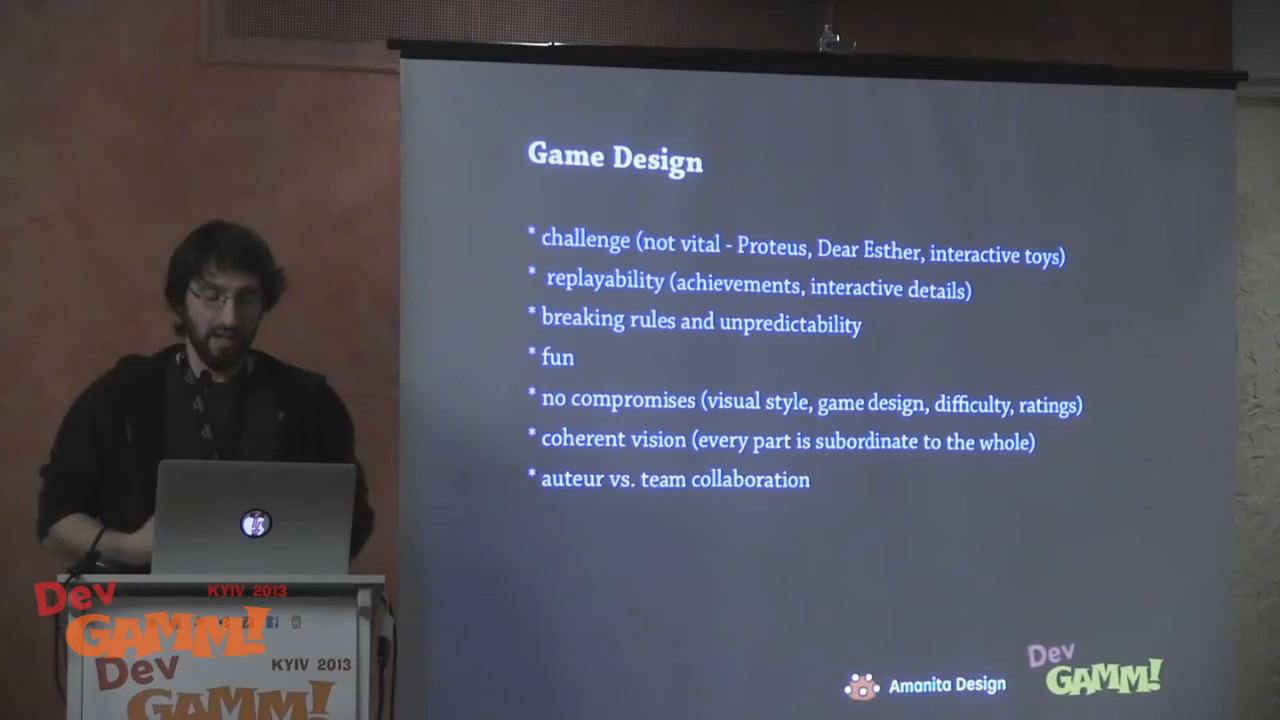 Game Design
* challenge (not vital - Proteus, Dear Esther, interactive toys)
* replayability (achievements, interactive details)
* breaking rules and unpredictability
* fun
* no compromises (visual style, game design, difficulty, ratings)
* coherent vision (every part is subordinate to the whole)
* auteur vs. team collaboration
Amanita Design
Dev
GAMM!
Dev
KYIV 2013
GAMM!
Dev
KYIV 2013
GAMM!